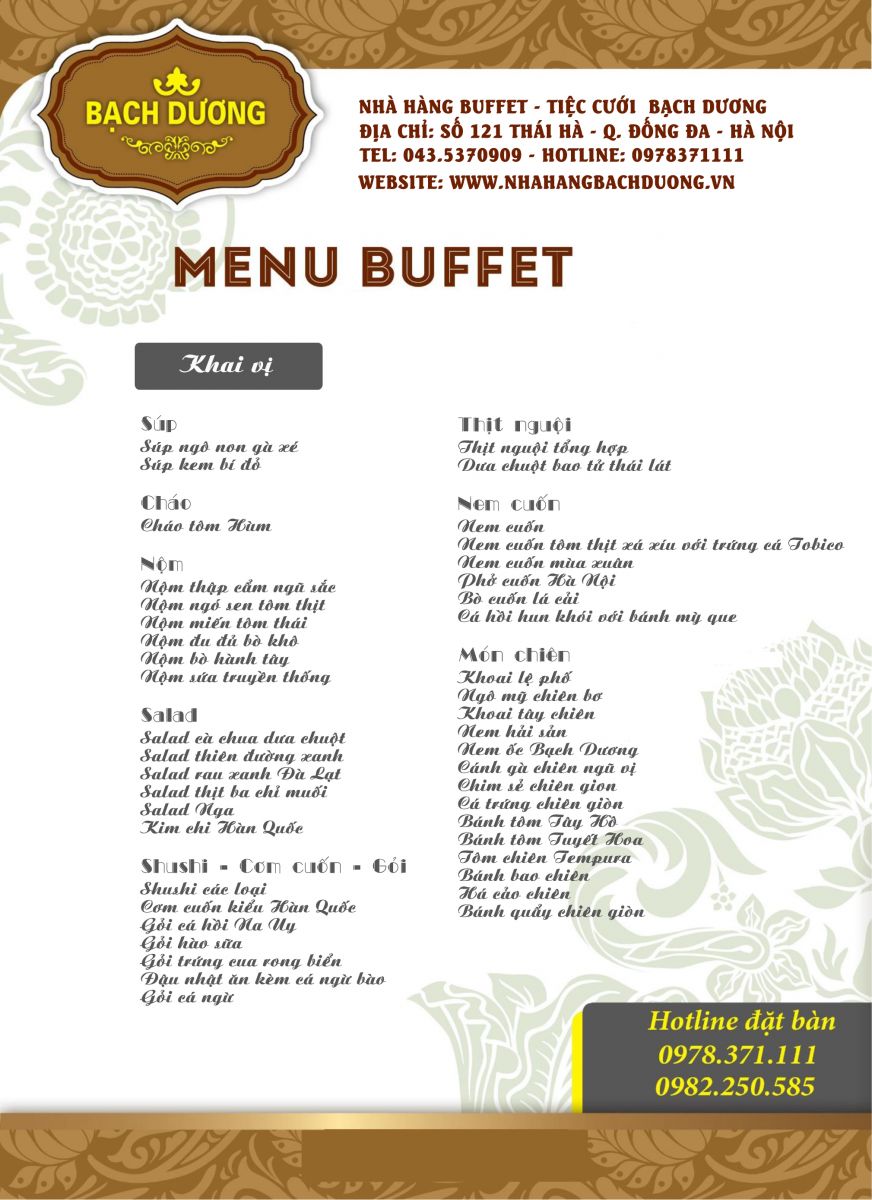 BẠCH DƯƠNG
NHÀ HÀNG BUFFET - TIỆC CƯỚI BẠCH DƯƠNG
ĐỊA CHỈ: SỐ 121 THÁI HÀ - Q. ĐỐNG ĐA - HÀ NỘI
TEL: 043.5370909 - HOTLINE: 0978371111
WEBSITE: WWW.NHAHANGBACHDUONG.VN
MENU BUFFET
Khai vị
Súp
Súp ngô non gà xé
Súp kem bí đỏ
Cháo
Cháo tôm Hùm
Nộm
Nộm thập cẩm ngũ sắc
Nộm ngó sen tôm thịt
Nộm miến tôm thái
Nộm đu đủ bò khô
Nộm bò hành tây
Nộm sứa truyền thống
Salad
Salad cà chua dưa chuột
Salad thiên đường xanh
Salad rau xanh Đà Lạt
Salad thịt ba chỉ muối
Salad Nga
Kim chi Hàn Quốc
Shushi - Cơm cuốn - Gỏi
Shushi các loại
Cơm cuốn kiểu Hàn Quốc
Gỏi cá hồi Na Uy
Gỏi hào sữa
Gỏi trứng cua rong biển
Đậu nhật ăn kèm cá ngừ bào
Gỏi cá ngừ
Thịt nguội
Thịt nguội tổng hợp
Dưa chuột bao tử thái lát
Nem cuốn
Nem cuốn
Nem cuốn tôm thịt xá xíu với trứng cá Tobico
Nem cuốn mùa xuân
Phở cuốn Hà Nội
Bò cuốn lá cải
Cá hồi hun khói với bánh mỳ que
Món chiên
Khoai lệ phố
Ngô mỹ chiên bơ
Khoai tây chiên
Nem hải sản
Nem ốc Bạch Dương
Cánh gà chiên ngũ vị
Chim sẻ chiên gion
Cá trứng chiên giòn
Bánh tôm Tây Hồ
Bánh tôm Tuyết Hoa
Tôm chiên Tempura
Bánh bao chiên
Há cảo chiên
Bánh quẩy chiên giòn
Hotline đặt bàn
0978.371.111
0982.250.585